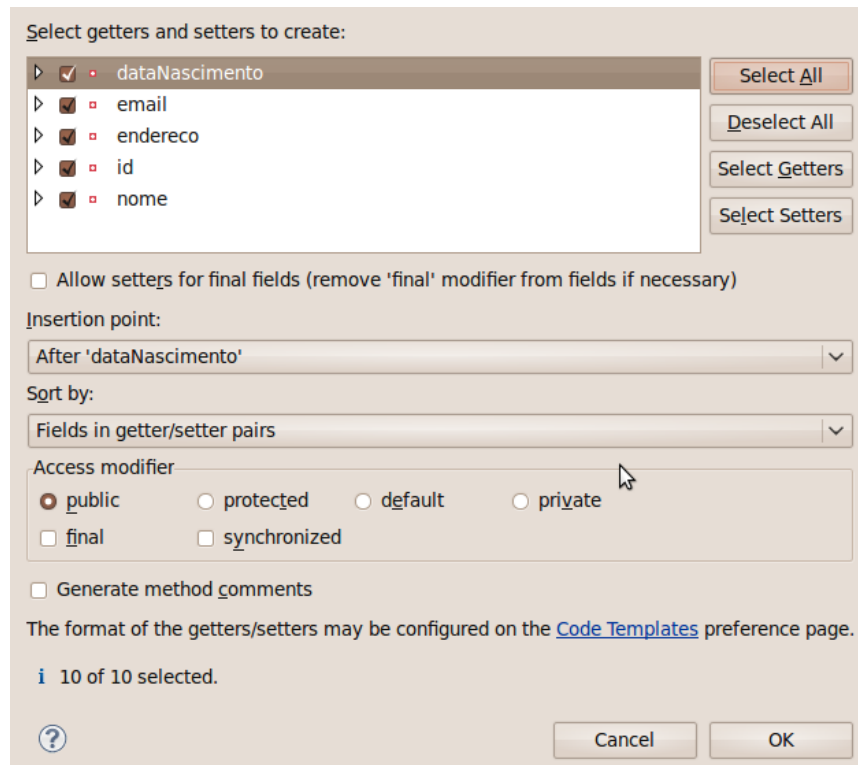 Select getters and setters to create:
dataNascimento
email
endereco
id
nome
Select All
Deselect All
Select Getters
Select Setters
Allow setters for final fields (remove 'final' modifier from fields if necessary)
Insertion point:
After 'dataNascimento'
Sort by:
Fields in getter/setter pairs
Access modifier
public protected default private
final synchronized
Generate method comments
The format of the getters/setters may be configured on the Code Templates preference page.
i 10 of 10 selected.
? Cancel OK